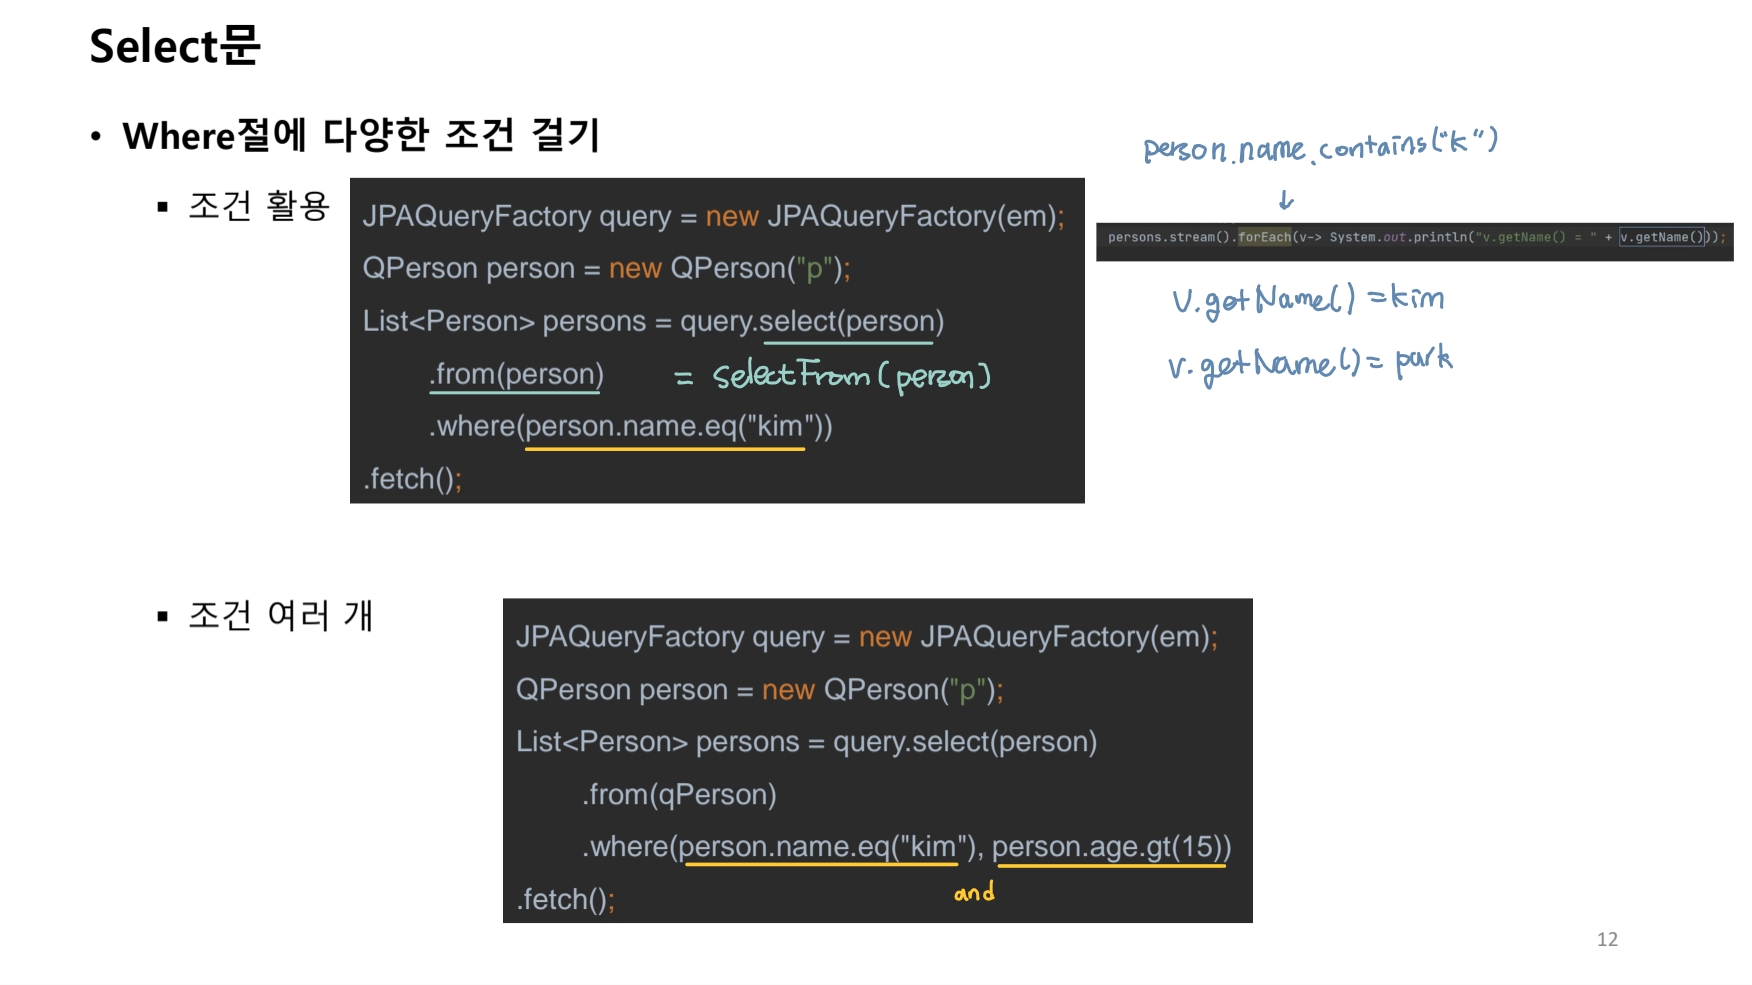 Select문
• Where절에 다양한 조건 걸기
▪ 조건 활용
JPAQueryFactory query = new JPAQueryFactory(em);
QPerson person = new QPerson("p");
List<Person> persons = query.select(person)
.from(person) = selectFrom(person)
.where(person.name.eq("kim"))
.fetch();
person.name.contains("k")
↓
persons.stream().forEach(v-> System.out.println("v.getName() = " + v.getName()));
v.getName() = kim
v.getName() = park
▪ 조건 여러 개
JPAQueryFactory query = new JPAQueryFactory(em);
QPerson person = new QPerson("p");
List<Person> persons = query.select(person)
.from(qPerson)
.where(person.name.eq("kim"), person.age.gt(15))
and
.fetch();
12